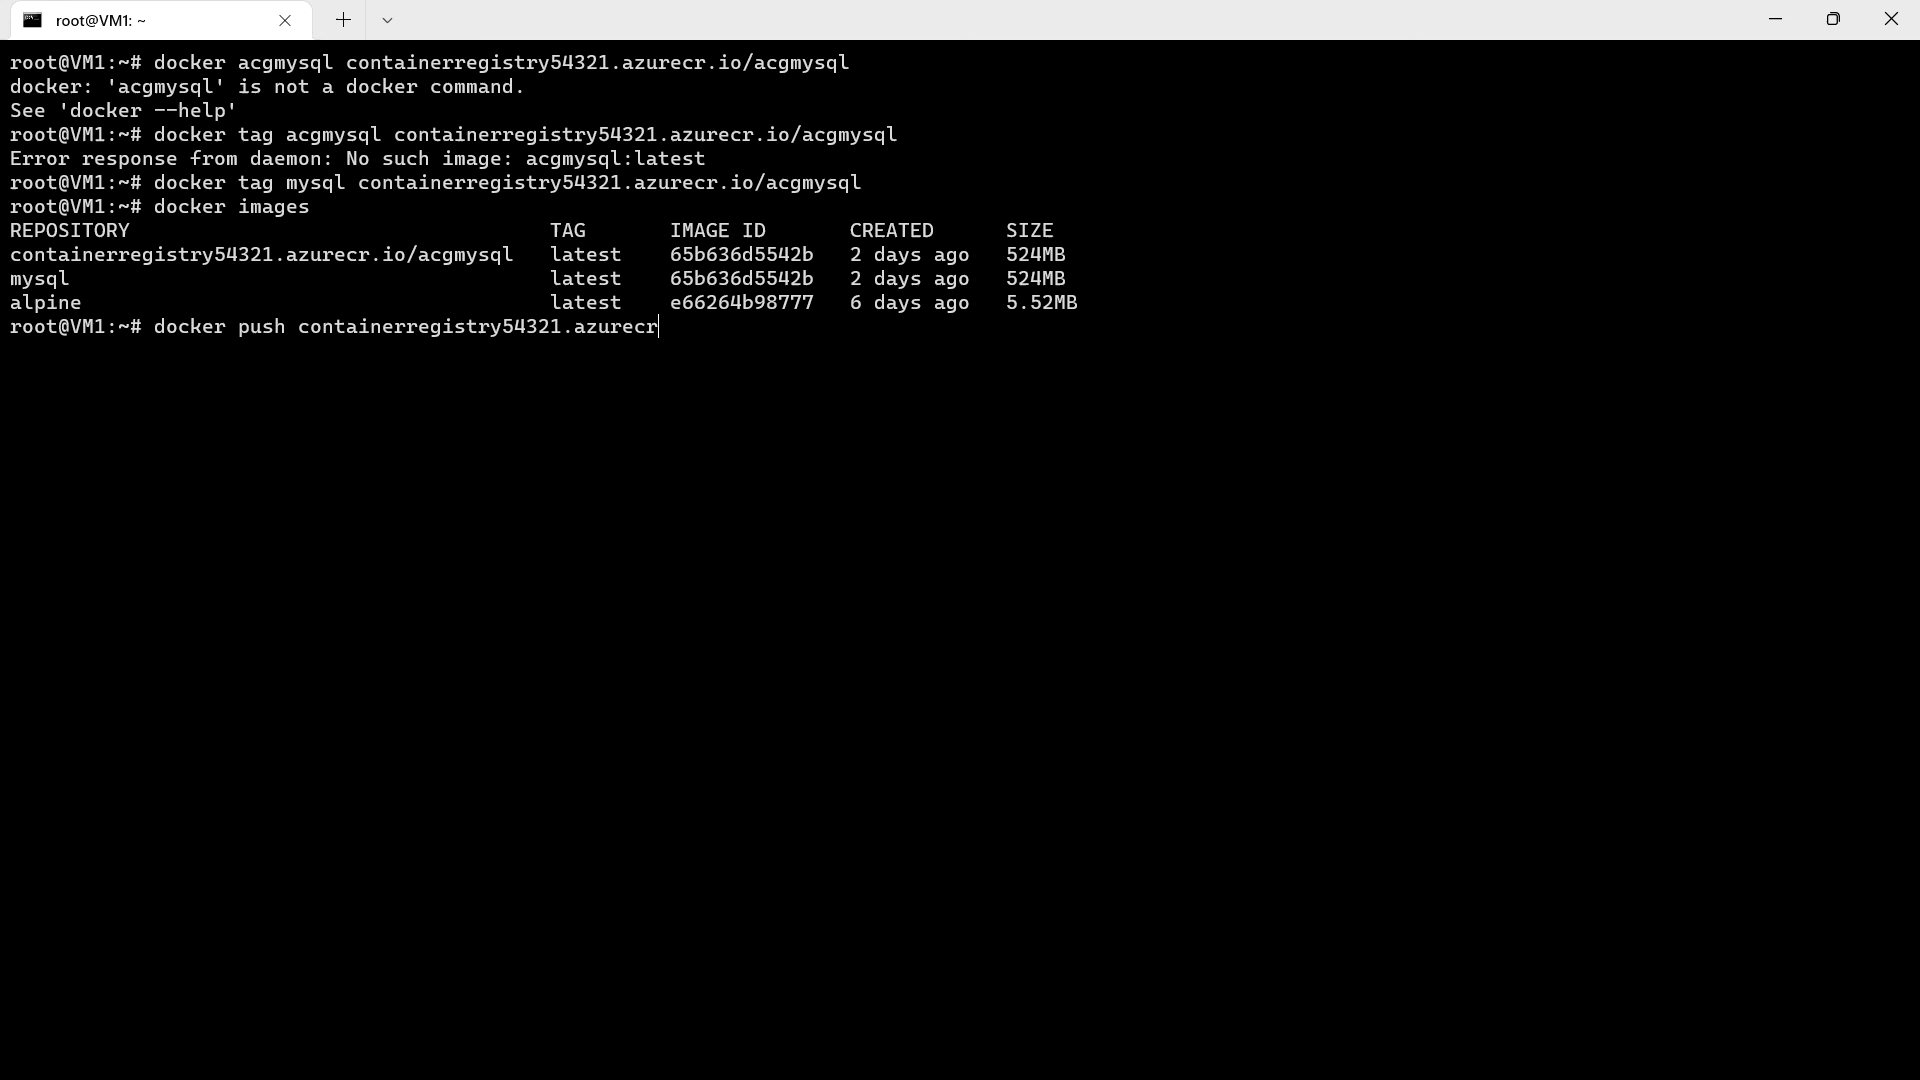 root@VM1: ~
root@VM1:~# docker acgmysql containerregistry54321.azurecr.io/acgmysql
docker: 'acgmysql' is not a docker command.
See 'docker --help'
root@VM1:~# docker tag acgmysql containerregistry54321.azurecr.io/acgmysql
Error response from daemon: No such image: acgmysql:latest
root@VM1:~# docker tag mysql containerregistry54321.azurecr.io/acgmysql
root@VM1:~# docker images
REPOSITORY TAG IMAGE ID CREATED SIZE
containerregistry54321.azurecr.io/acgmysql latest 65b636d5542b 2 days ago 524MB
mysql latest 65b636d5542b 2 days ago 524MB
alpine latest e66264b98777 6 days ago 5.52MB
root@VM1:~# docker push containerregistry54321.azurecr